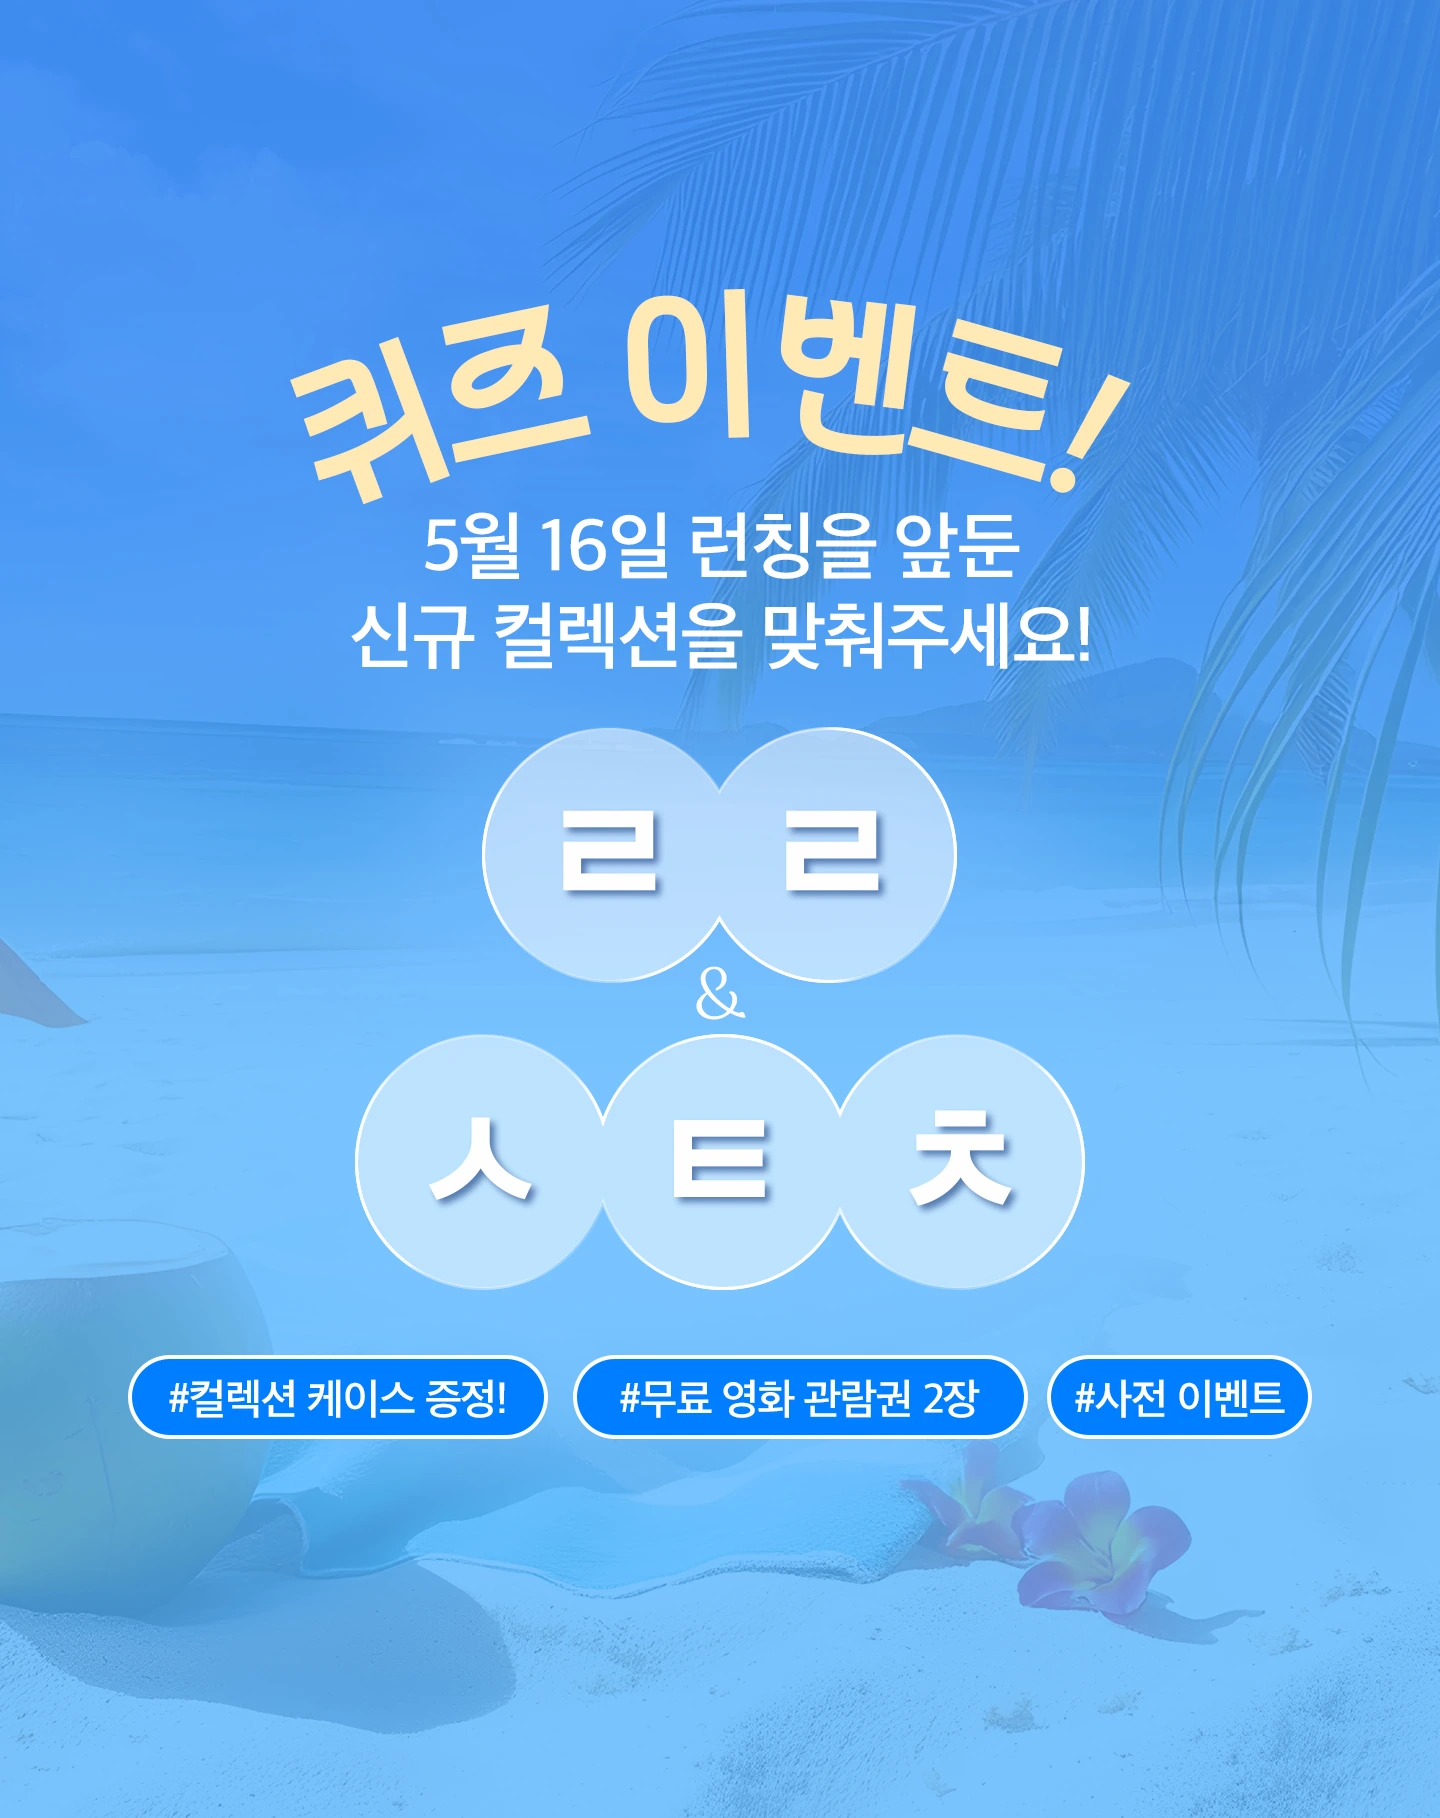 퀴즈 이벤트!
5월 16일 런칭을 앞둔
신규 컬렉션을 맞춰주세요!
ㄹㄹ
&
ㅅㅌㅊ
#컬렉션 케이스 증정!
#무료 영화 관람권 2장
#사전 이벤트